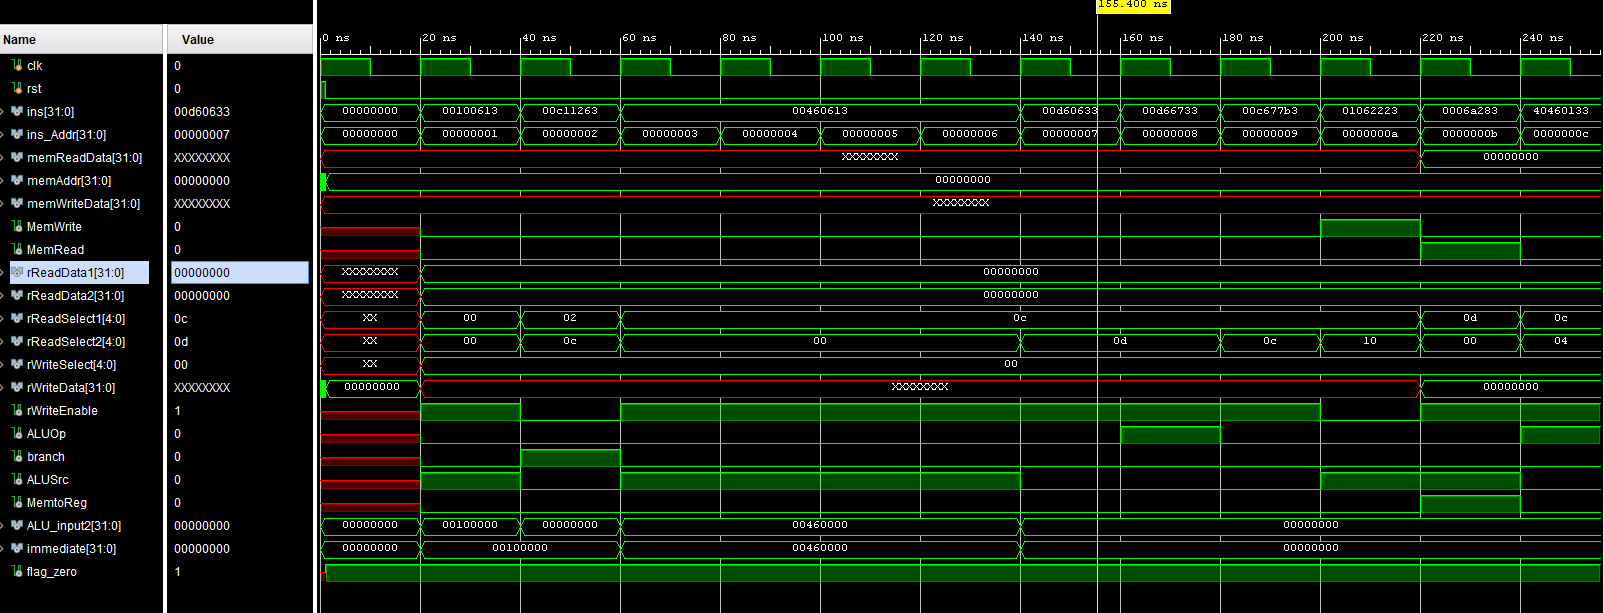 155.400 ns
Name Value 0 ns 20 ns 40 ns 60 ns 80 ns 100 ns 120 ns 140 ns 160 ns 180 ns 200 ns 220 ns 240 ns
clk 0
rst 0
ins[31:0] 00d60633 00000000 00100613 00c11263 00460613 00d60633 00d66733 00c677b3 01062223 0006a283 40460133
ins_Addr[31:0] 00000007 00000000 00000001 00000002 00000003 00000004 00000005 00000006 00000007 00000008 00000009 0000000a 0000000b 0000000c
memReadData[31:0] XXXXXXXX XXXXXXXX 00000000
memAddr[31:0] 00000000 00000000
memWriteData[31:0] XXXXXXXX XXXXXXXX
MemWrite 0
MemRead 0
rReadData1[31:0] 00000000 XXXXXXXX 00000000
rReadData2[31:0] 00000000 XXXXXXXX 00000000
rReadSelect1[4:0] 0c XX 00 02 0c 0d 0c
rReadSelect2[4:0] 0d XX 00 0c 00 0d 0c 10 00 04
rWriteSelect[4:0] 00 XX 00
rWriteData[31:0] XXXXXXXX 00000000 XXXXXXXX 00000000
rWriteEnable 1
ALUOp 0
branch 0
ALUSrc 0
MemtoReg 0
ALU_input2[31:0] 00000000 00000000 00100000 00000000 00460000 00000000
immediate[31:0] 00000000 00000000 00100000 00460000 00000000
flag_zero 1